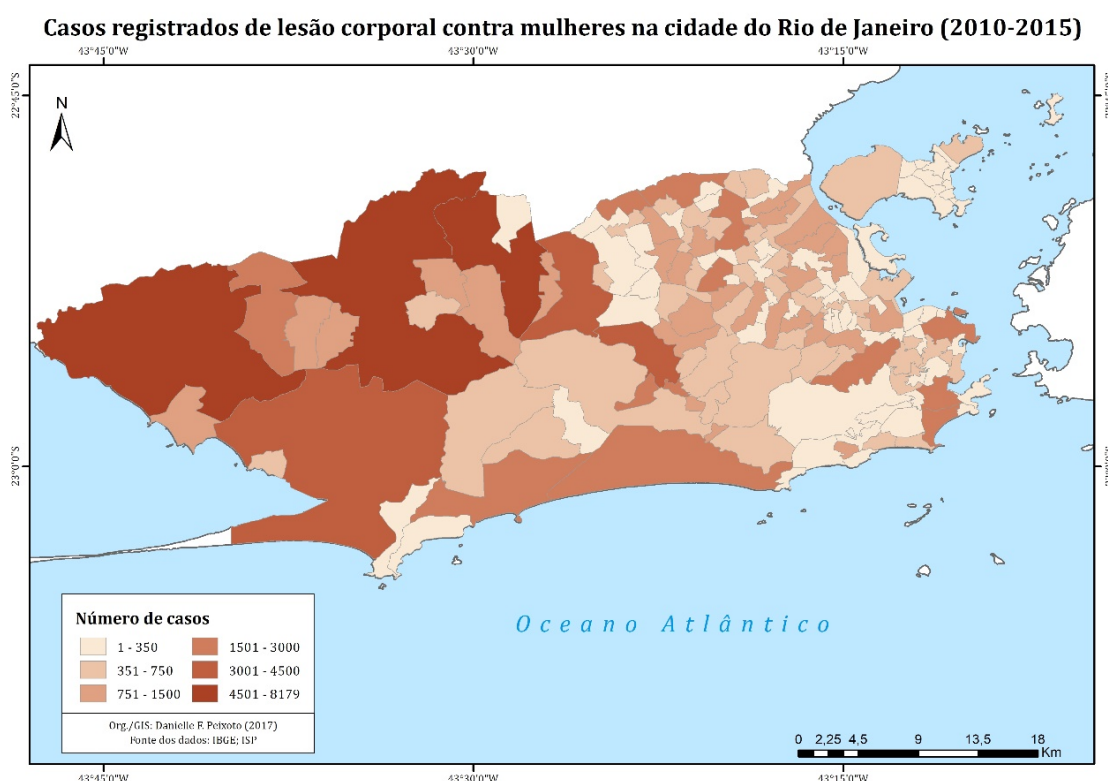 Casos registrados de lesão corporal contra mulheres na cidade do Rio de Janeiro (2010-2015)
43°45'0"W 43°30'0"W 43°15'0"W
22°45'0"S
N
23°0'0"S
Oceano Atlântico
Número de casos
1 - 350
351 - 750
751 - 1500
1501 - 3000
3001 - 4500
4501 - 8179
Org./GIS: Danielle F. Peixoto (2017)
Fonte dos dados: IBGE; ISP
0 2,25 4,5 9 13,5 18
Km
43°45'0"W 43°30'0"W 43°15'0"W